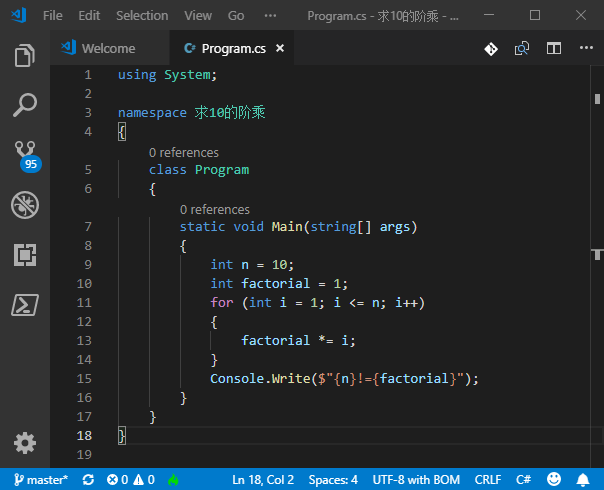 File Edit Selection View Go ··· Program.cs - 求10的阶乘 - ...
Welcome C# Program.cs
1 using System;
2
3 namespace 求10的阶乘
4 {
0 references
5 class Program
6 {
0 references
7 static void Main(string[] args)
8 {
9 int n = 10;
10 int factorial = 1;
11 for (int i = 1; i <= n; i++)
12 {
13 factorial *= i;
14 }
15 Console.Write($"{n}!={factorial}");
16 }
17 }
18 }
19
95
master* 0 0 Ln 18, Col 2 Spaces: 4 UTF-8 with BOM CRLF C#